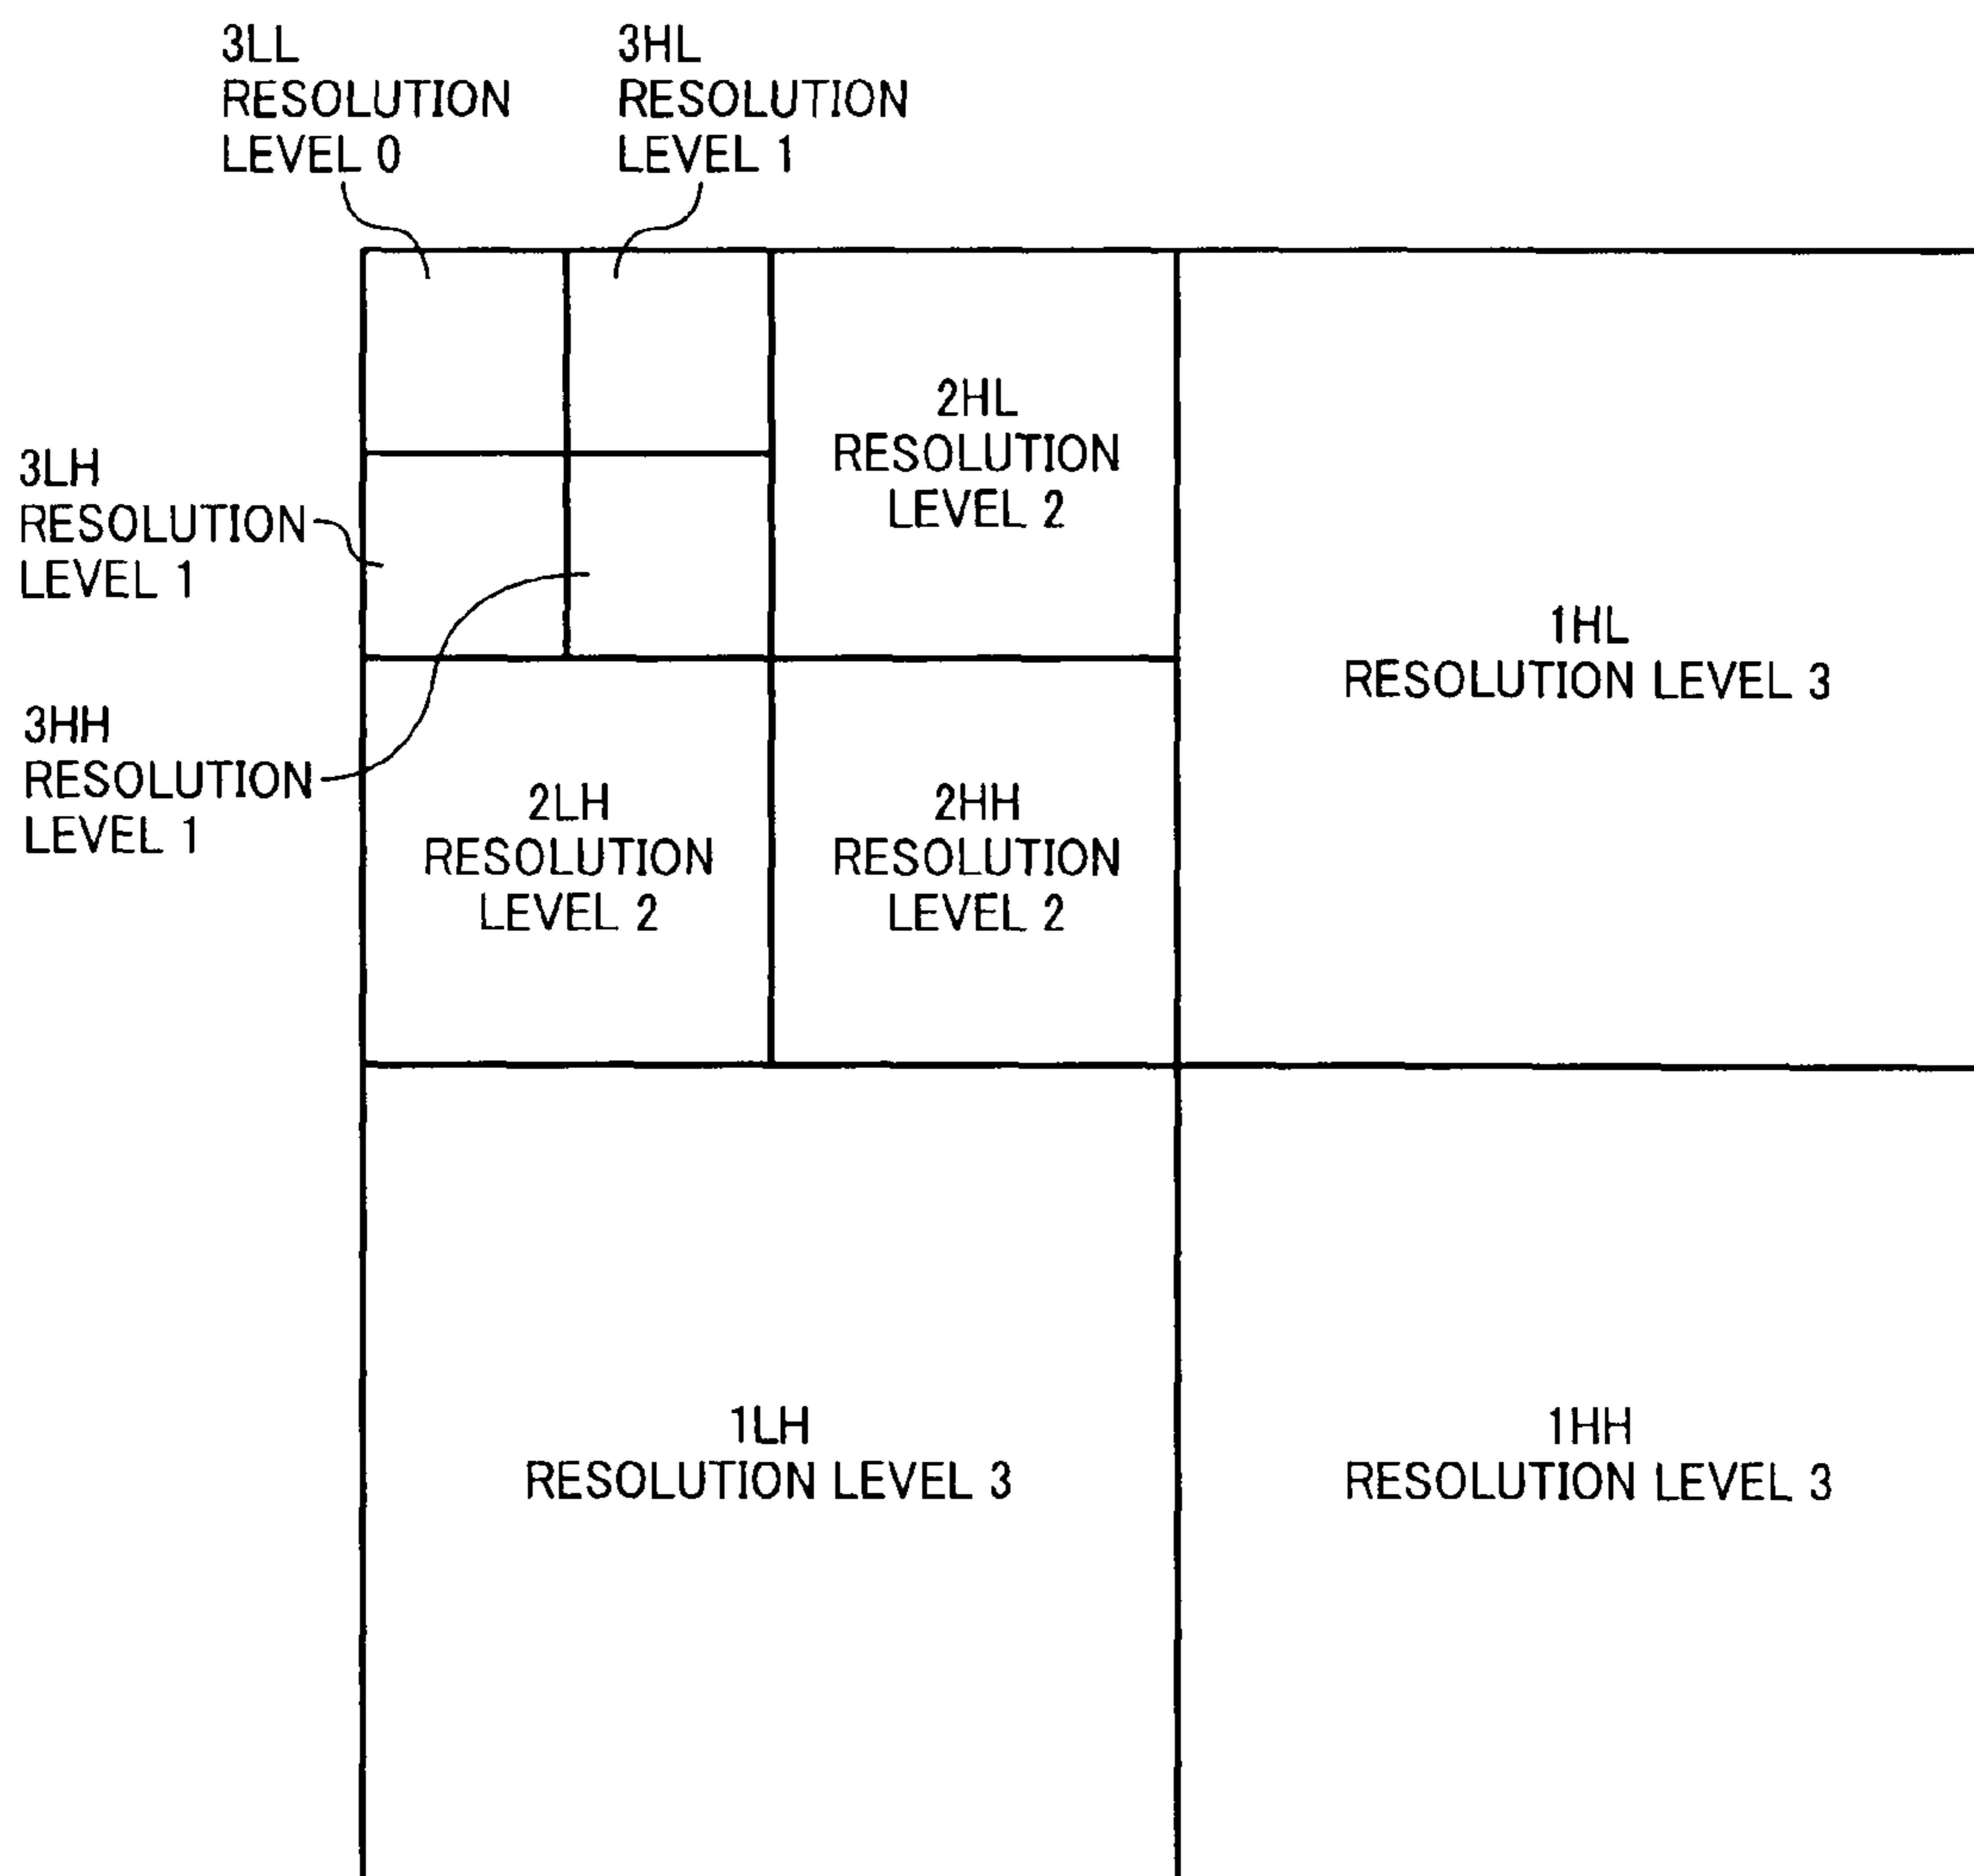 3LL
RESOLUTION
LEVEL 0
3HL
RESOLUTION
LEVEL 1
2HL
RESOLUTION
LEVEL 2
3LH
RESOLUTION
LEVEL 1
1HL
RESOLUTION LEVEL 3
3HH
RESOLUTION
LEVEL 1
2LH
RESOLUTION
LEVEL 2
2HH
RESOLUTION
LEVEL 2
1LH
RESOLUTION LEVEL 3
1HH
RESOLUTION LEVEL 3